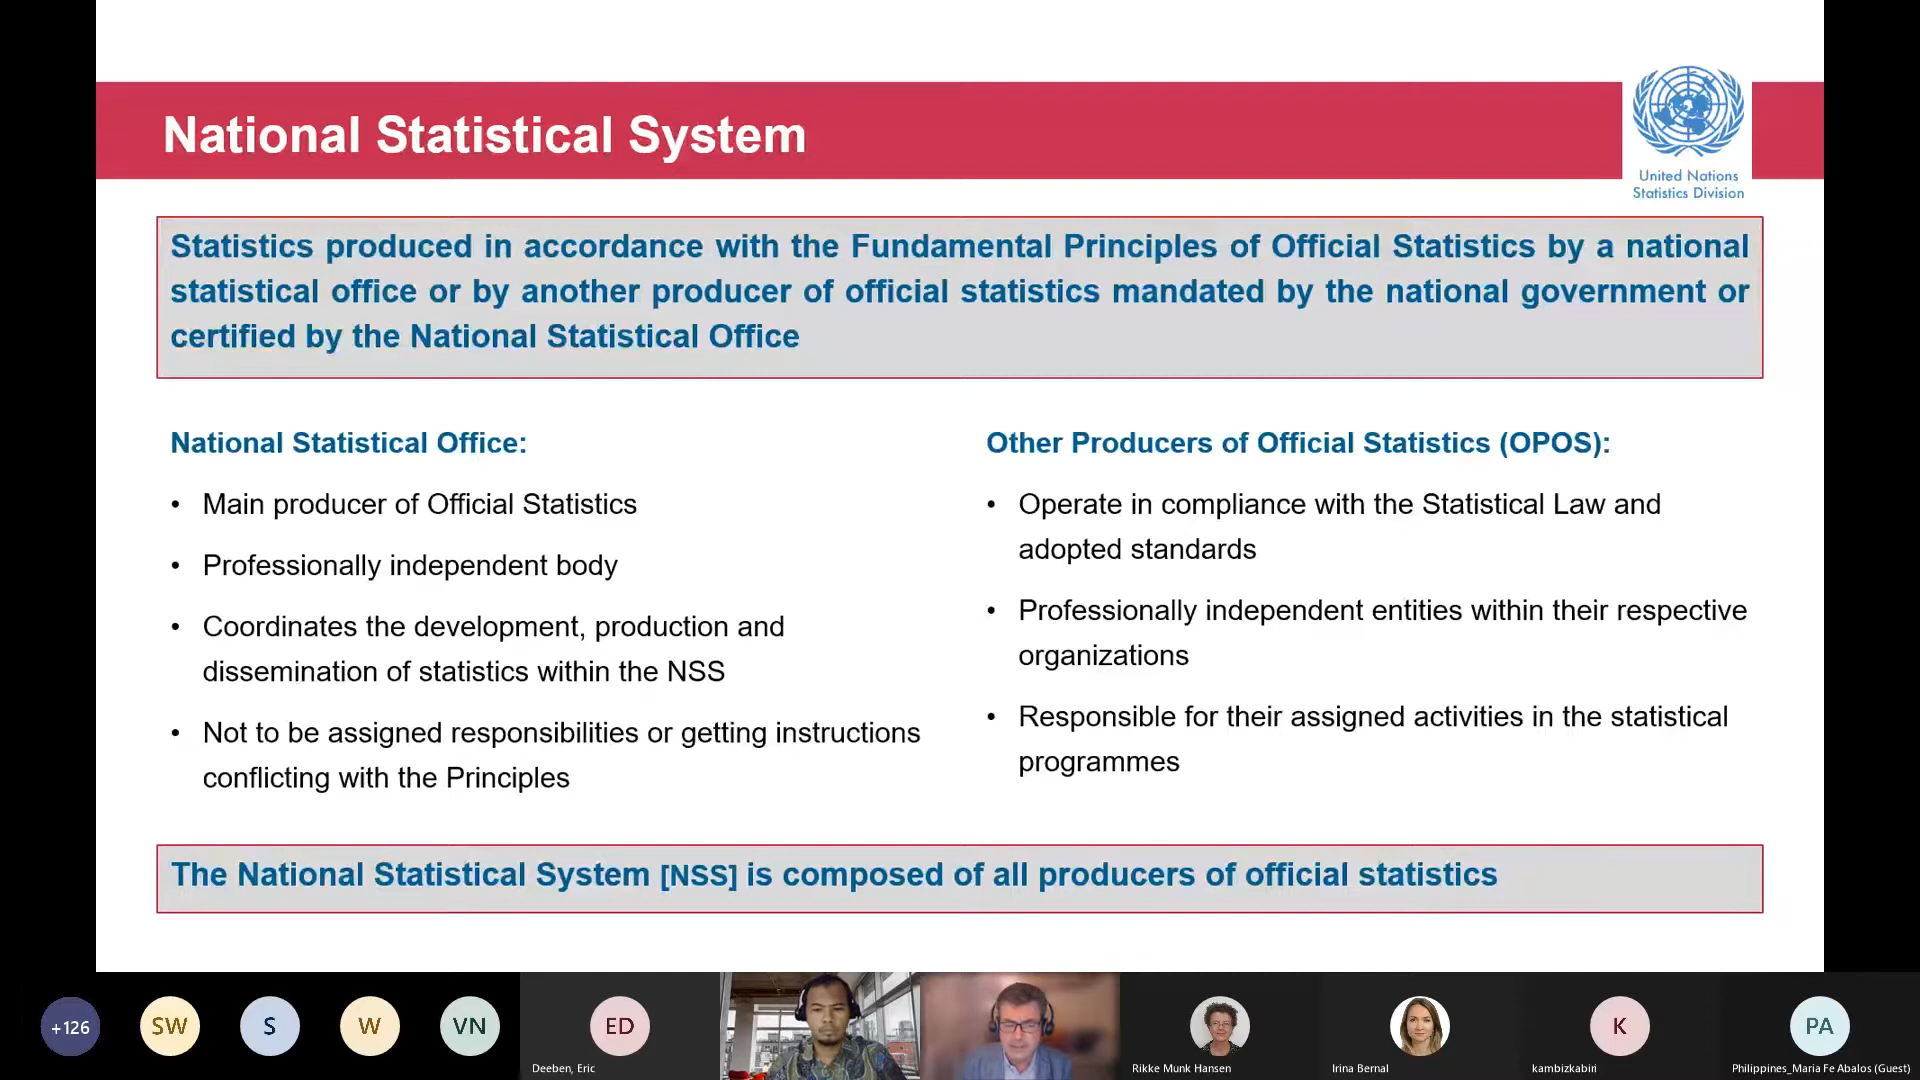 National Statistical System
United Nations
Statistics Division
Statistics produced in accordance with the Fundamental Principles of Official Statistics by a national
statistical office or by another producer of official statistics mandated by the national government or
certified by the National Statistical Office
National Statistical Office:
• Main producer of Official Statistics
• Professionally independent body
• Coordinates the development, production and
dissemination of statistics within the NSS
• Not to be assigned responsibilities or getting instructions
conflicting with the Principles
Other Producers of Official Statistics (OPOS):
• Operate in compliance with the Statistical Law and
adopted standards
• Professionally independent entities within their respective
organizations
• Responsible for their assigned activities in the statistical
programmes
The National Statistical System [NSS] is composed of all producers of official statistics
+126
SW
S
W
VN
ED
Deeben, Eric
Rikke Munk Hansen
Irina Bernal
K
kambizkabiri
PA
Philippines_Maria Fe Abalos (Guest)